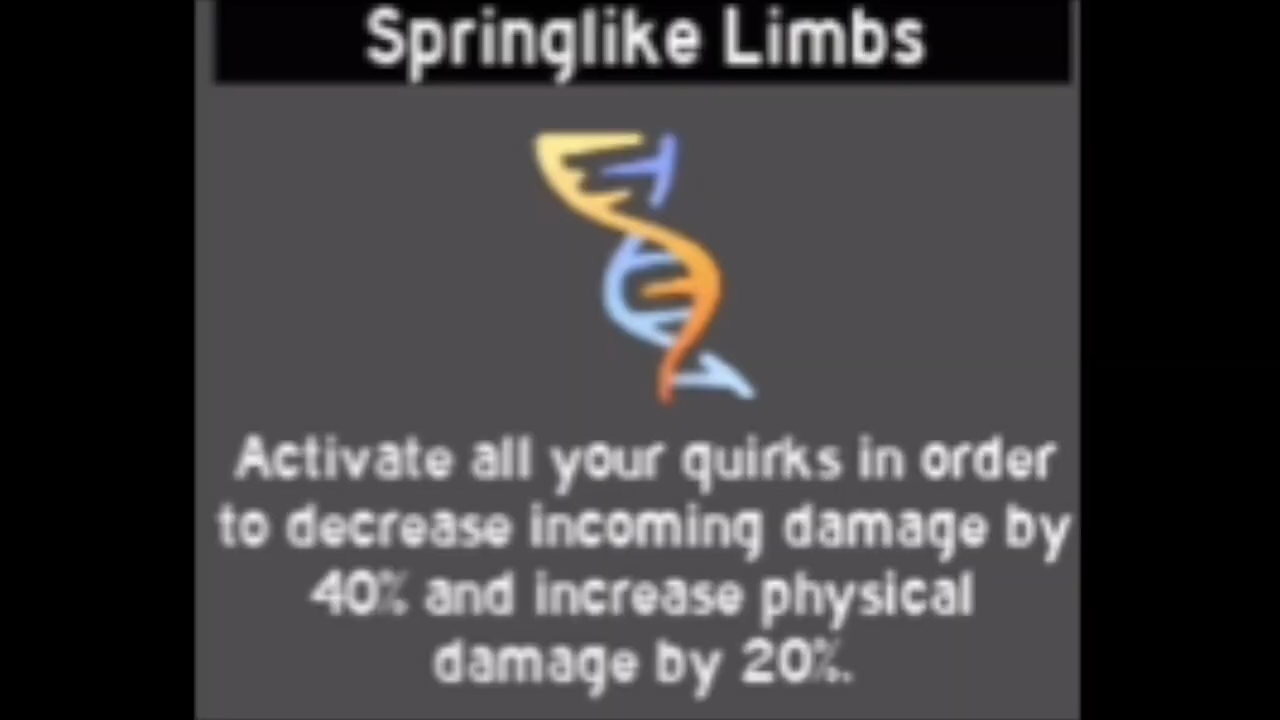 Springlike Limbs
Activate all your quirks in order
to decrease incoming damage by
40% and increase physical
damage by 20%.